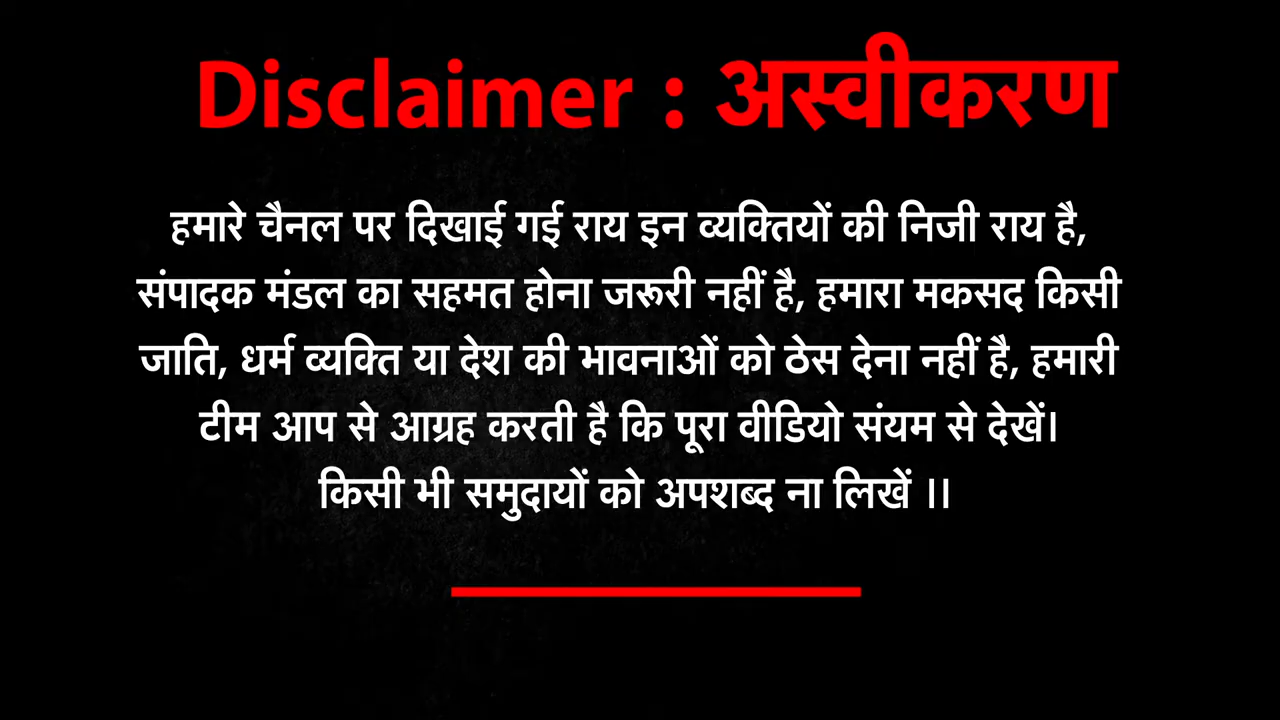 Disclaimer : अस्वीकरण
हमारे चैनल पर दिखाई गई राय इन व्यक्तियों की निजी राय है,
संपादक मंडल का सहमत होना जरूरी नहीं है, हमारा मकसद किसी
जाति, धर्म व्यक्ति या देश की भावनाओं को ठेस देना नहीं है, हमारी
टीम आप से आग्रह करती है कि पूरा वीडियो संयम से देखें।
किसी भी समुदायों को अपशब्द ना लिखें ।।